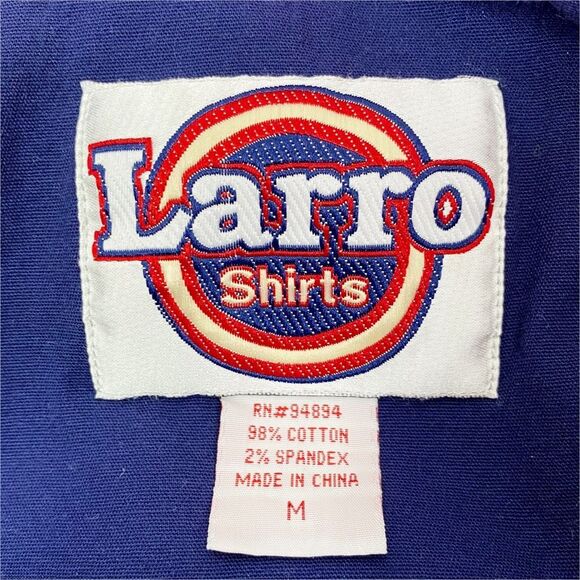 Larro
Shirts
RN#94894
98% COTTON
2% SPANDEX
MADE IN CHINA
M